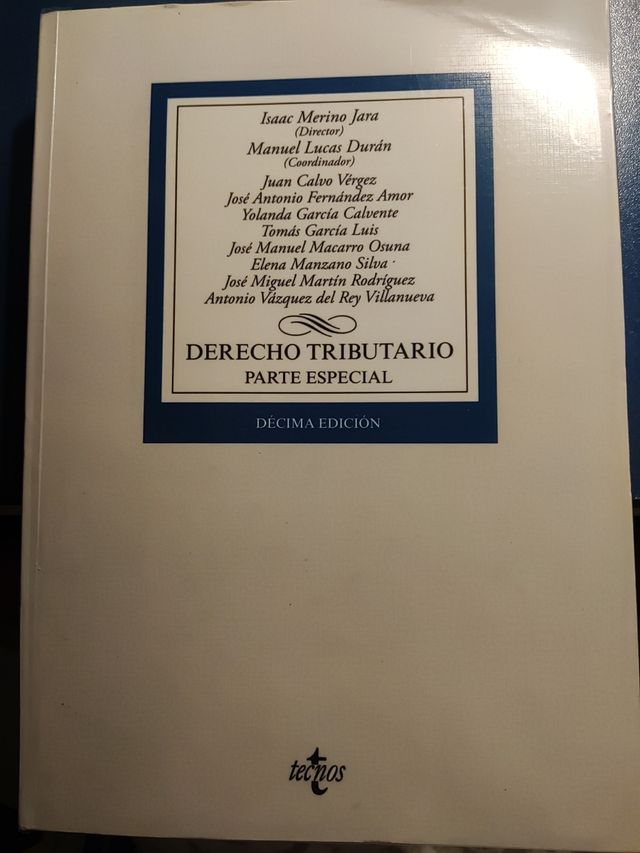 Isaac Merino Jara
(Director)
Manuel Lucas Durán
(Coordinador)
Juan Calvo Vérgez
José Antonio Fernández Amor
Yolanda García Calvente
Tomás García Luis
José Manuel Macarro Osuna
Elena Manzano Silva
José Miguel Martín Rodríguez
Antonio Vázquez del Rey Villanueva
DERECHO TRIBUTARIO
PARTE ESPECIAL
DÉCIMA EDICIÓN
tecnos